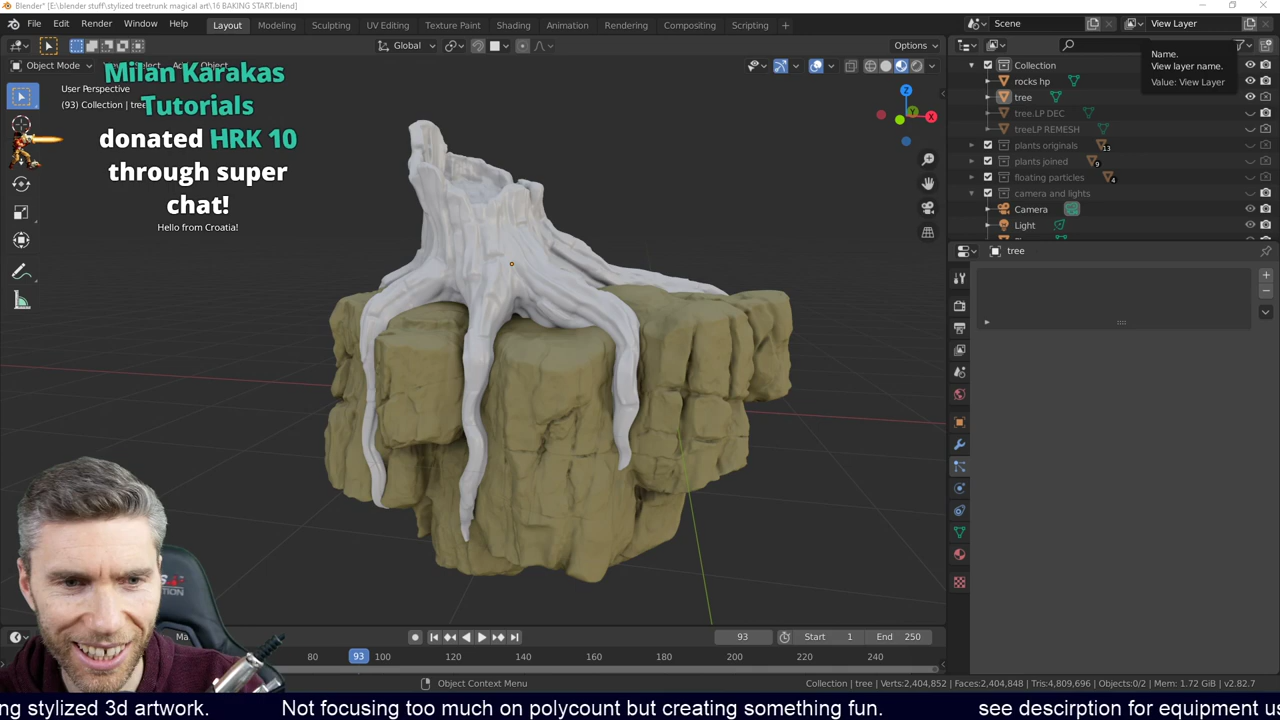 Blender* [E:\blender stuff\stylized treetrunk magical art\16 BAKING START.blend]
File Edit Render Window Help Layout Modeling Sculpting UV Editing Texture Paint Shading Animation Rendering Compositing Scripting + Scene View Layer
Global Options
Object Mode
User Perspective
(93) Collection | tree
Milan Karakas
Tutorials
donated HRK 10
through super
chat!
Hello from Croatia!
Name.
View layer name.
Value: View Layer
Collection
rocks hp
tree
tree.LP DEC
treeLP REMESH
plants originals 13
plants joined 9
floating particles 4
camera and lights
Camera
Light
tree
Z
Y
X
93 Start 1 End 250
80 93 100 120 140 160 180 200 220 240
Object Context Menu
Collection | tree | Verts:2,404,852 | Faces:2,404,848 | Tris:4,809,696 | Objects:0/2 | Mem: 1.72 GiB | v2.82.7
ng stylized 3d artwork. Not focusing too much on polycount but creating something fun. see descirption for equipment us